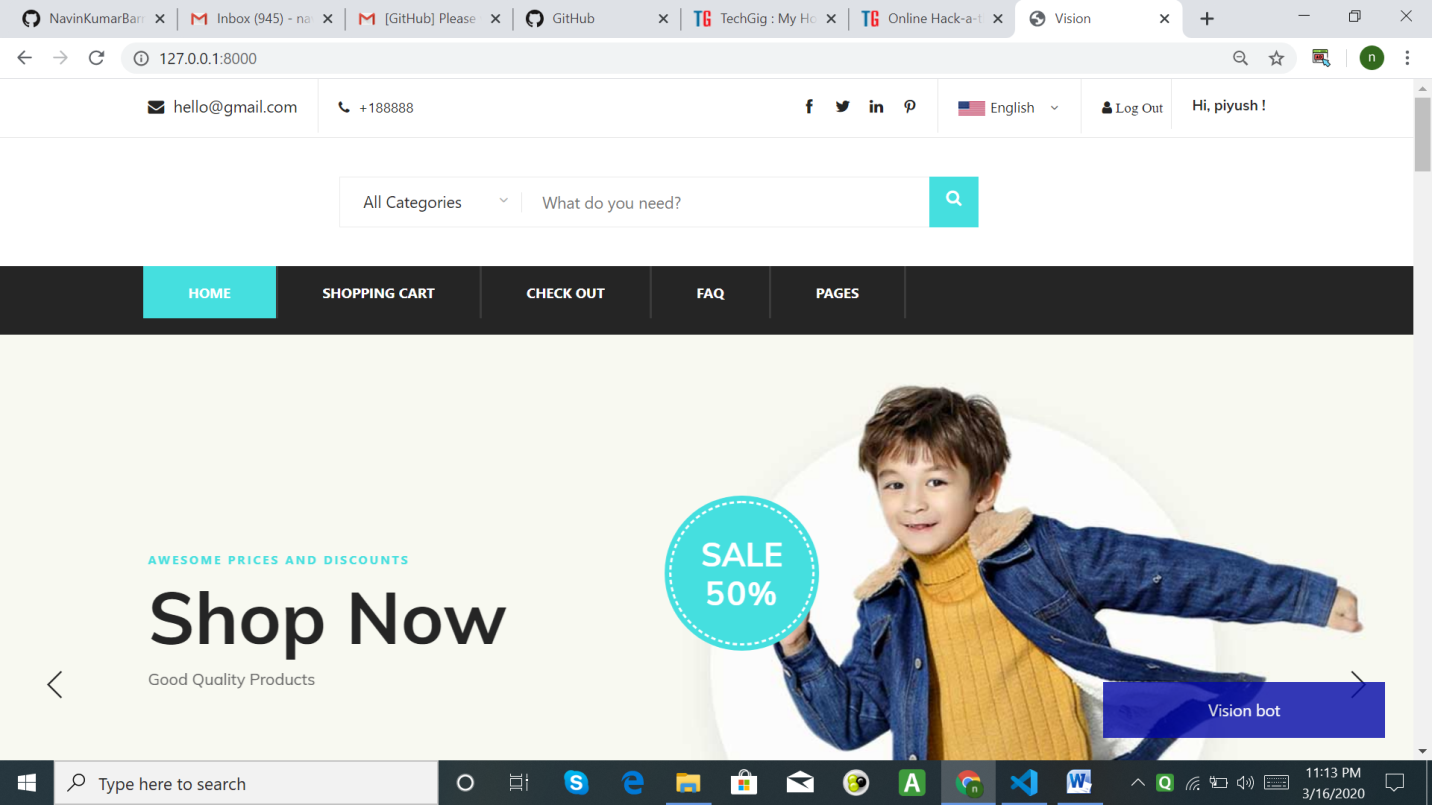 NavinKumarBar
Inbox (945) - na
[GitHub] Please
GitHub
TG TechGig : My Ho
TG Online Hack-a-t
Vision
127.0.0.1:8000
n
hello@gmail.com
+188888
English
Log Out
Hi, piyush !
All Categories
What do you need?
HOME
SHOPPING CART
CHECK OUT
FAQ
PAGES
AWESOME PRICES AND DISCOUNTS
Shop Now
Good Quality Products
SALE
50%
Vision bot
Type here to search
11:13 PM
3/16/2020